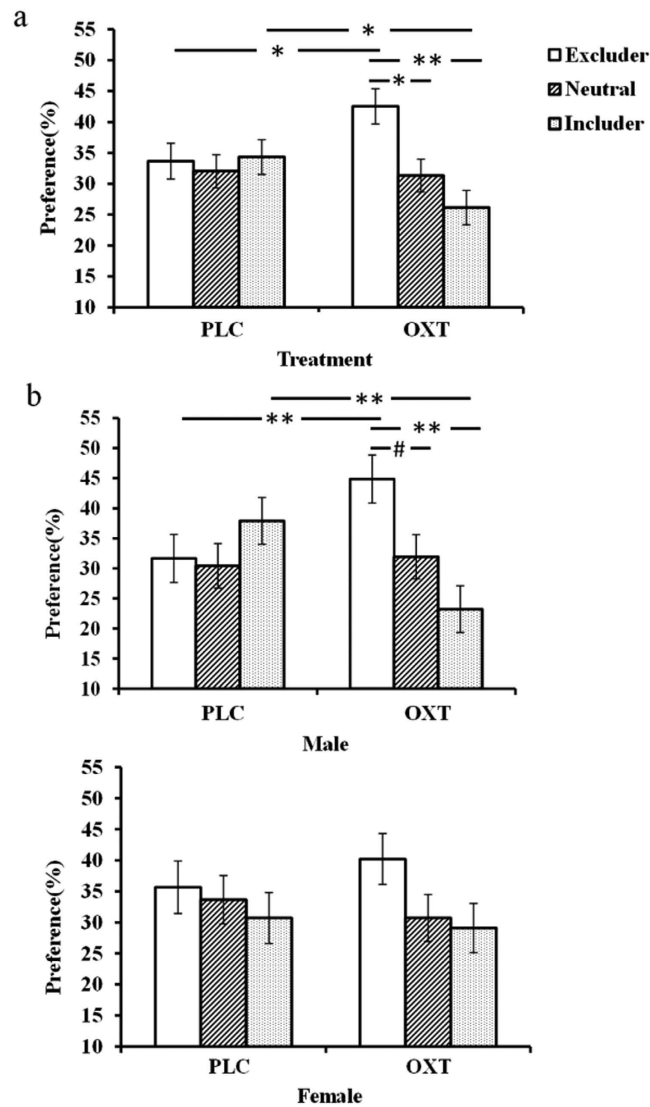 a
55
50
45
40
35
30
25
20
15
10
Preference(%)
*
*
**
*
Excluder
Neutral
Includer
PLC OXT
Treatment
b
55
50
45
40
35
30
25
20
15
10
Preference(%)
**
**
**
#
PLC OXT
Male
55
50
45
40
35
30
25
20
15
10
Preference(%)
PLC OXT
Female